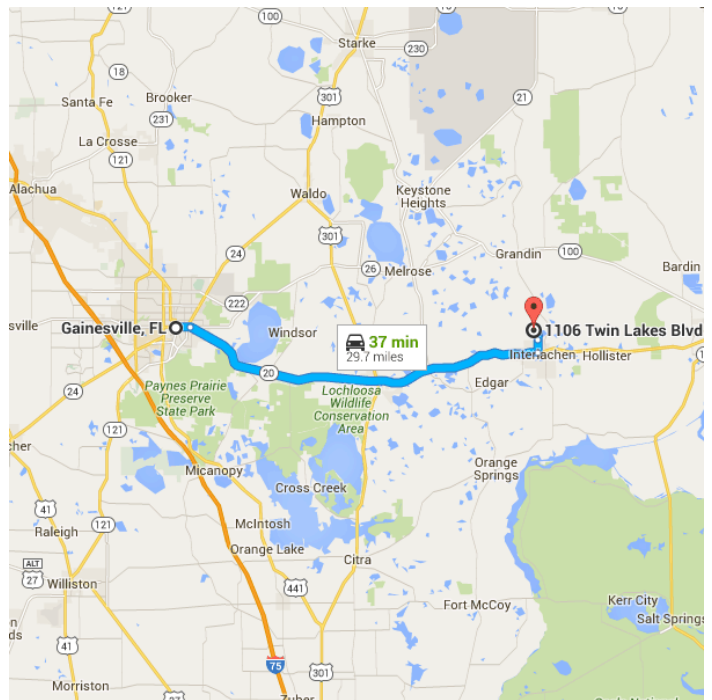 100
Starke
230
18
301
21
Santa Fe
Brooker
231
Hampton
La Crosse
121
Alachua
Waldo
Keystone
Heights
301
24
Grandin
100
26
Melrose
Bardin
222
sville
Gainesville, FL
Windsor
37 min
29.7 miles
1106 Twin Lakes Blvd
Interlachen
Hollister
20
Edgar
24
Paynes Prairie
Preserve
State Park
Lochloosa
Wildlife
Conservation
Area
121
cher
Micanopy
Orange
Springs
Cross Creek
41
McIntosh
Raleigh
121
Orange Lake
Citra
ALT
27
Williston
441
Fort McCoy
Kerr City
Salt Springs
41
75
301
27
Morriston
Zuber